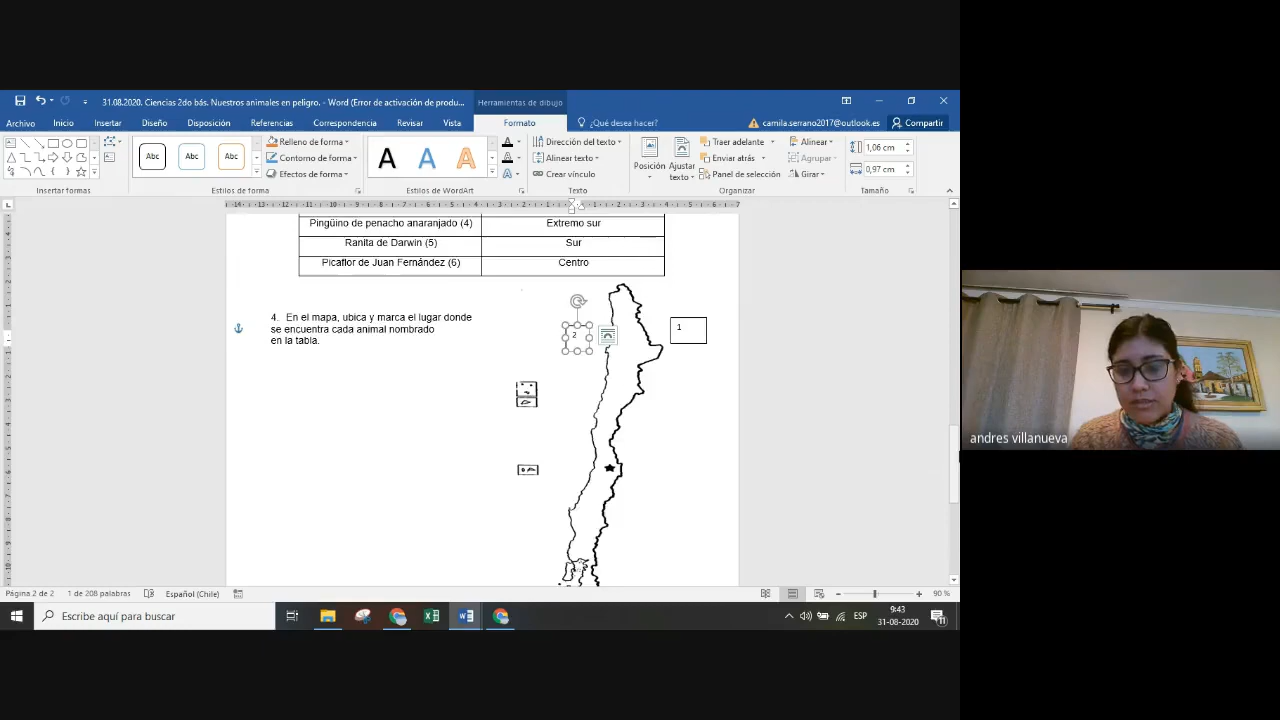 31.08.2020. Ciencias 2do bás. Nuestros animales en peligro. - Word (Error de activación de produ...
Herramientas de dibujo
Archivo Inicio Insertar Diseño Disposición Referencias Correspondencia Revisar Vista Formato ¿Qué desea hacer? camila.serrano2017@outlook.es Compartir
Abc Abc Abc
Relleno de forma
Contorno de forma
Efectos de forma
A A A
Dirección del texto
Alinear texto
Crear vínculo
Posición
Ajustar texto
Traer adelante
Enviar atrás
Panel de selección
Alinear
Agrupar
Girar
1,06 cm
0,97 cm
Insertar formas Estilos de forma Estilos de WordArt Texto Organizar Tamaño
Pingüino de penacho anaranjado (4) Extremo sur
Ranita de Darwin (5) Sur
Picaflor de Juan Fernández (6) Centro
4. En el mapa, ubica y marca el lugar donde
se encuentra cada animal nombrado
en la tabla.
2
1
andres villanueva
Página 2 de 2 1 de 208 palabras Español (Chile) 90 %
Escribe aquí para buscar
ESP
9:43
31-08-2020